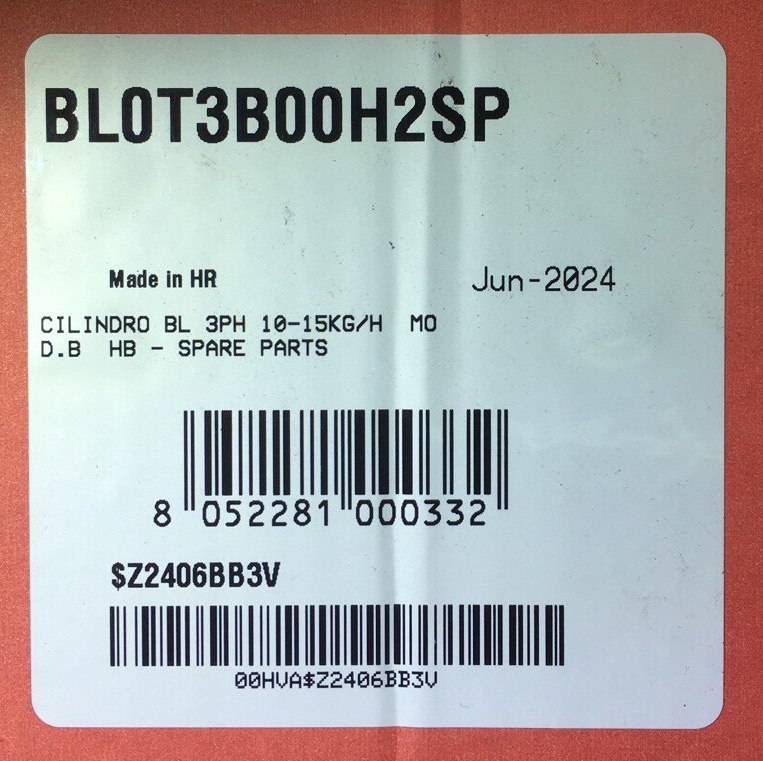 BL0T3B00H2SP
Made in HR
Jun-2024
CILINDRO BL 3PH 10-15KG/H  MO
D.B  HB - SPARE PARTS
8 052281 000332
$Z2406BB3V
00HVA$Z2406BB3V